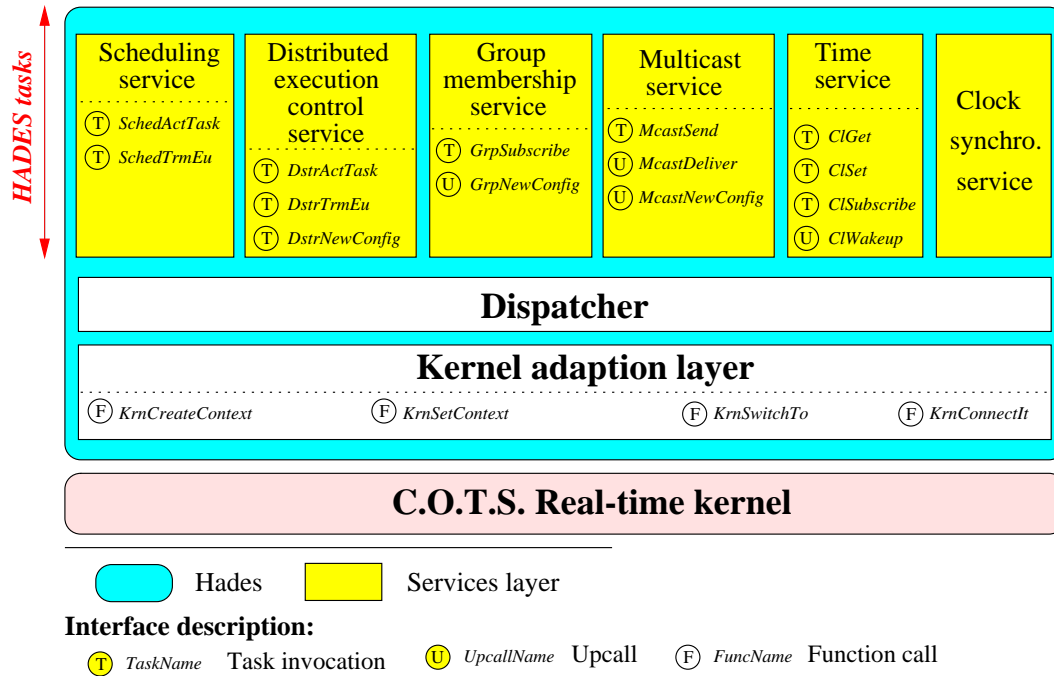 HADES tasks
Scheduling
service
T SchedActTask
T SchedTrmEu
Distributed
execution
control
service
T DstrActTask
T DstrTrmEu
T DstrNewConfig
Group
membership
service
T GrpSubscribe
U GrpNewConfig
Multicast
service
T McastSend
U McastDeliver
U McastNewConfig
Time
service
T ClGet
T ClSet
T ClSubscribe
U ClWakeup
Clock
synchro.
service
Dispatcher
Kernel adaption layer
F KrnCreateContext F KrnSetContext F KrnSwitchTo F KrnConnectIt
C.O.T.S. Real-time kernel
Hades Services layer
Interface description:
T TaskName Task invocation U UpcallName Upcall F FuncName Function call